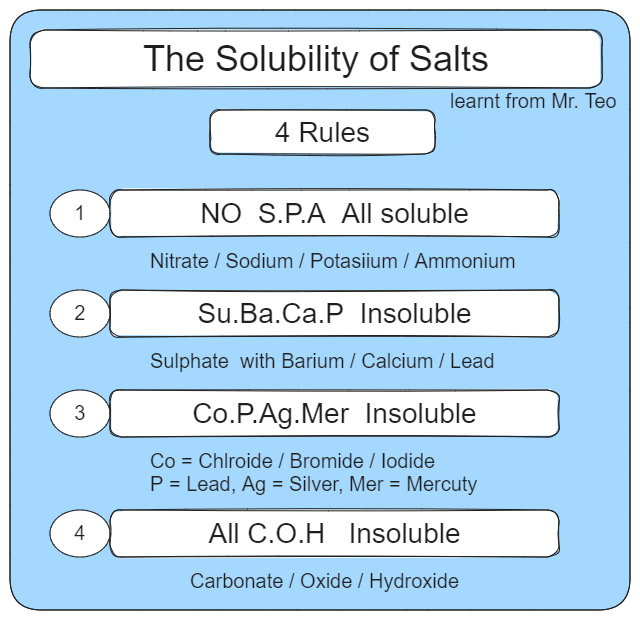 The Solubility of Salts
learnt from Mr. Teo
4 Rules
1
NO S.P.A All soluble
Nitrate / Sodium / Potasiium / Ammonium
2
Su.Ba.Ca.P Insoluble
Sulphate with Barium / Calcium / Lead
3
Co.P.Ag.Mer Insoluble
Co = Chlroide / Bromide / Iodide
P = Lead, Ag = Silver, Mer = Mercuty
4
All C.O.H Insoluble
Carbonate / Oxide / Hydroxide